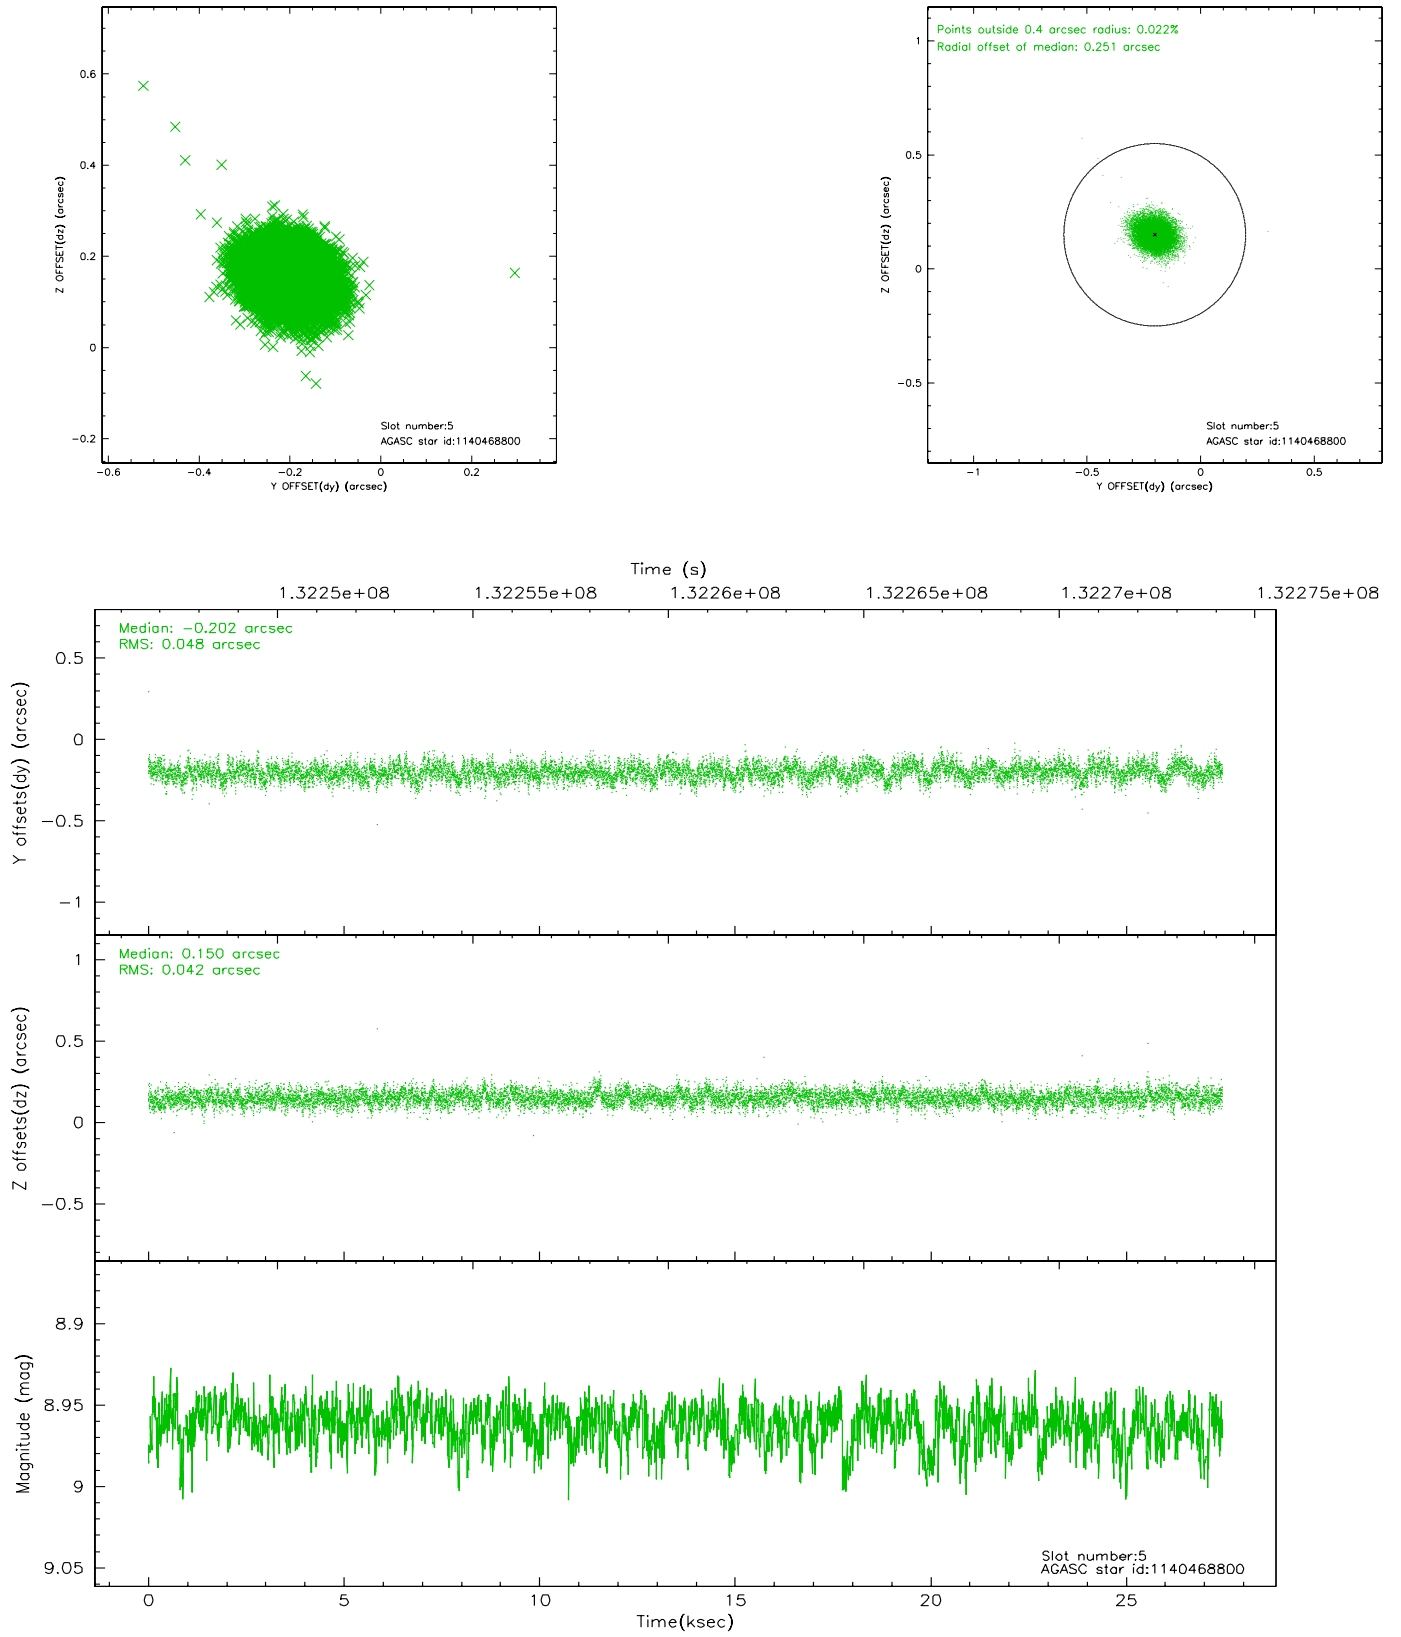 0.6
0.4
0.2
0
−0.2
Z OFFSET(dz) (arcsec)
Slot number:5
AGASC star id:1140468800
−0.6 −0.4 −0.2 0 0.2
Y OFFSET(dy) (arcsec)
Points outside 0.4 arcsec radius: 0.022%
Radial offset of median: 0.251 arcsec
1
0.5
0
−0.5
Z OFFSET(dz) (arcsec)
Slot number:5
AGASC star id:1140468800
−1 −0.5 0 0.5
Y OFFSET(dy) (arcsec)
Time (s)
1.3225e+08 1.32255e+08 1.3226e+08 1.32265e+08 1.3227e+08 1.32275e+08
Median: −0.202 arcsec
RMS: 0.048 arcsec
0.5
0
−0.5
−1
Y offsets(dy) (arcsec)
Median: 0.150 arcsec
RMS: 0.042 arcsec
1
0.5
0
−0.5
Z offsets(dz) (arcsec)
8.9
8.95
9
9.05
Magnitude (mag)
Slot number:5
AGASC star id:1140468800
0 5 10 15 20 25
Time(ksec)